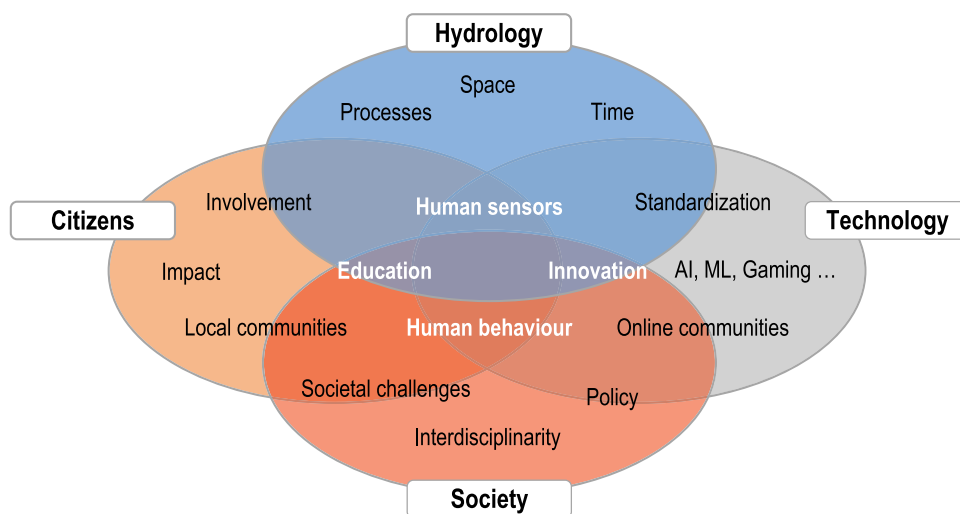 Hydrology
Space
Processes
Time
Involvement
Human sensors
Standardization
Citizens
Technology
Impact
Education
Innovation
AI, ML, Gaming …
Local communities
Human behaviour
Online communities
Societal challenges
Policy
Interdisciplinarity
Society